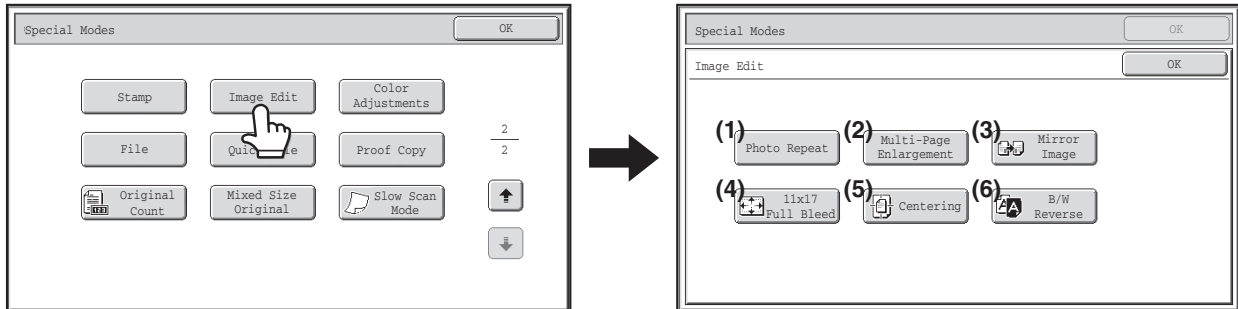 Special Modes
OK
Stamp
Image Edit
Color
Adjustments
File
Proof Copy
Original
Count
Mixed Size
Original
Slow Scan
Mode
2
2
Special Modes
OK
Image Edit
OK
(1)
Photo Repeat
(2)
Multi-Page
Enlargement
(3)
Mirror
Image
(4)
11x17
Full Bleed
(5)
Centering
(6)
B/W
Reverse